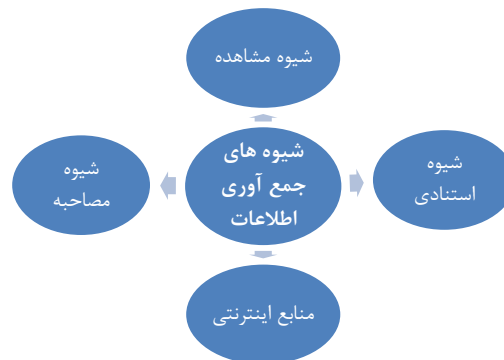 شیوه مشاهده
شیوه های
جمع آوری
اطلاعات
شیوه
استنادی
شیوه
مصاحبه
منابع اینترنتی